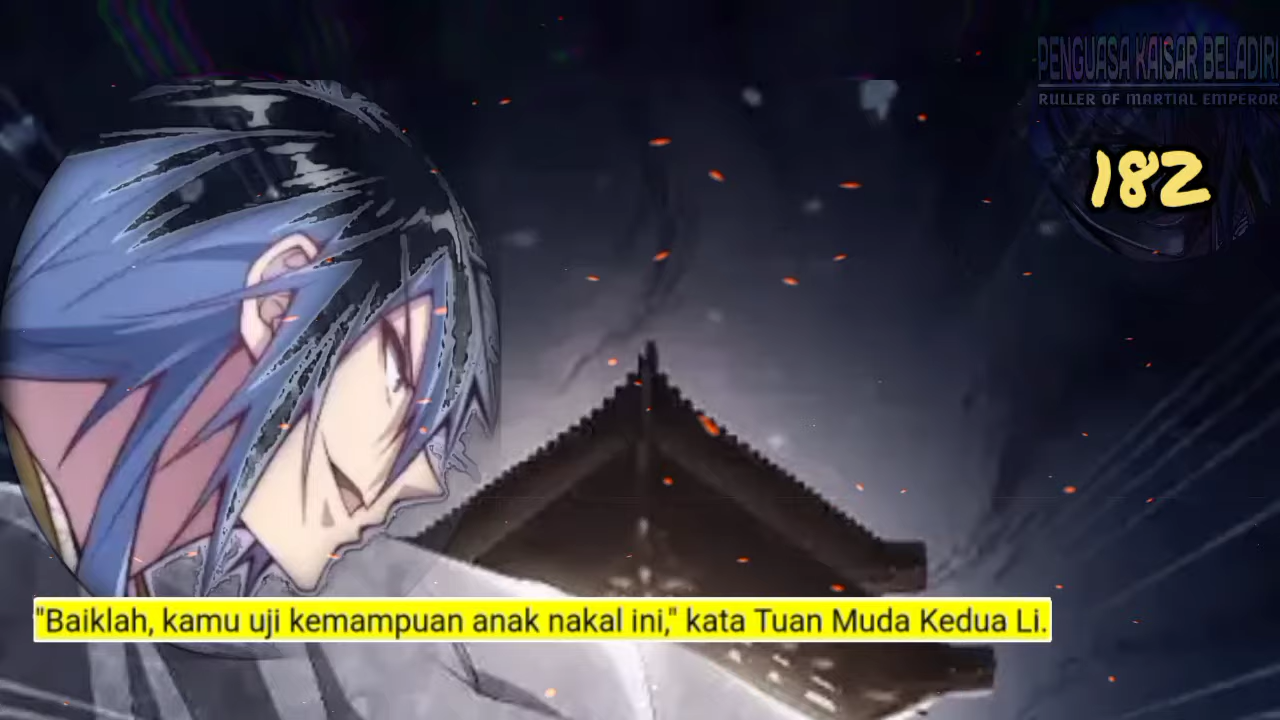 PENGUASA KAISAR BELADIRI
RULLER OF MARTIAL EMPEROR
182
"Baiklah, kamu uji kemampuan anak nakal ini," kata Tuan Muda Kedua Li.